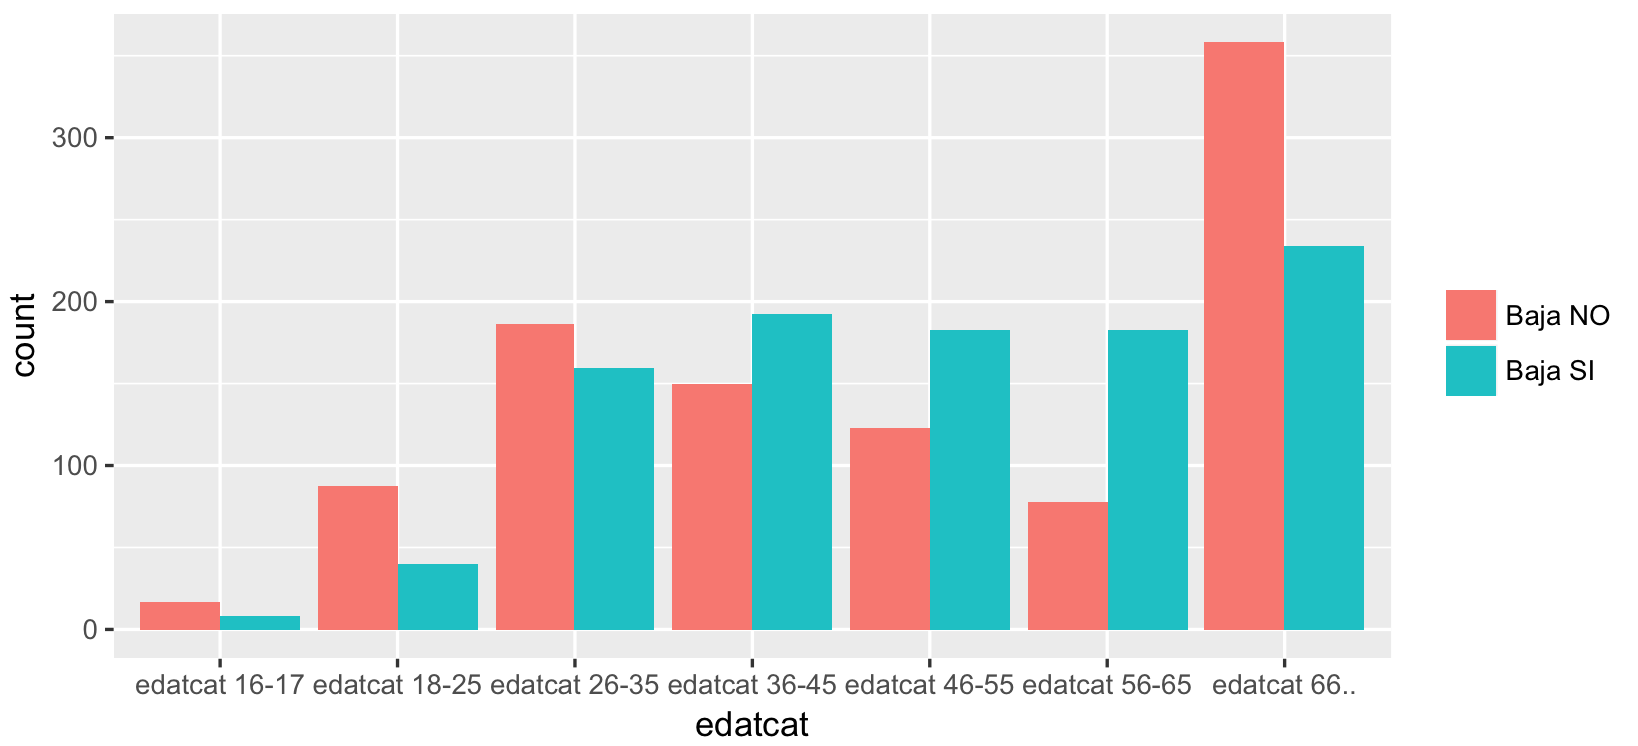 300
200
100
0
count
edatcat 16-17 edatcat 18-25 edatcat 26-35 edatcat 36-45 edatcat 46-55 edatcat 56-65 edatcat 66..
edatcat
Baja NO
Baja SI